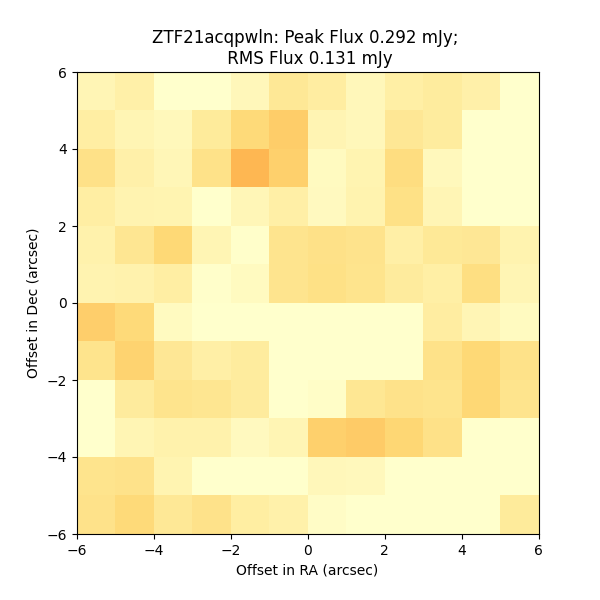 ZTF21acqpwln: Peak Flux 0.292 mJy;
RMS Flux 0.131 mJy
6
4
2
0
−2
−4
−6
Offset in Dec (arcsec)
−6 −4 −2 0 2 4 6
Offset in RA (arcsec)